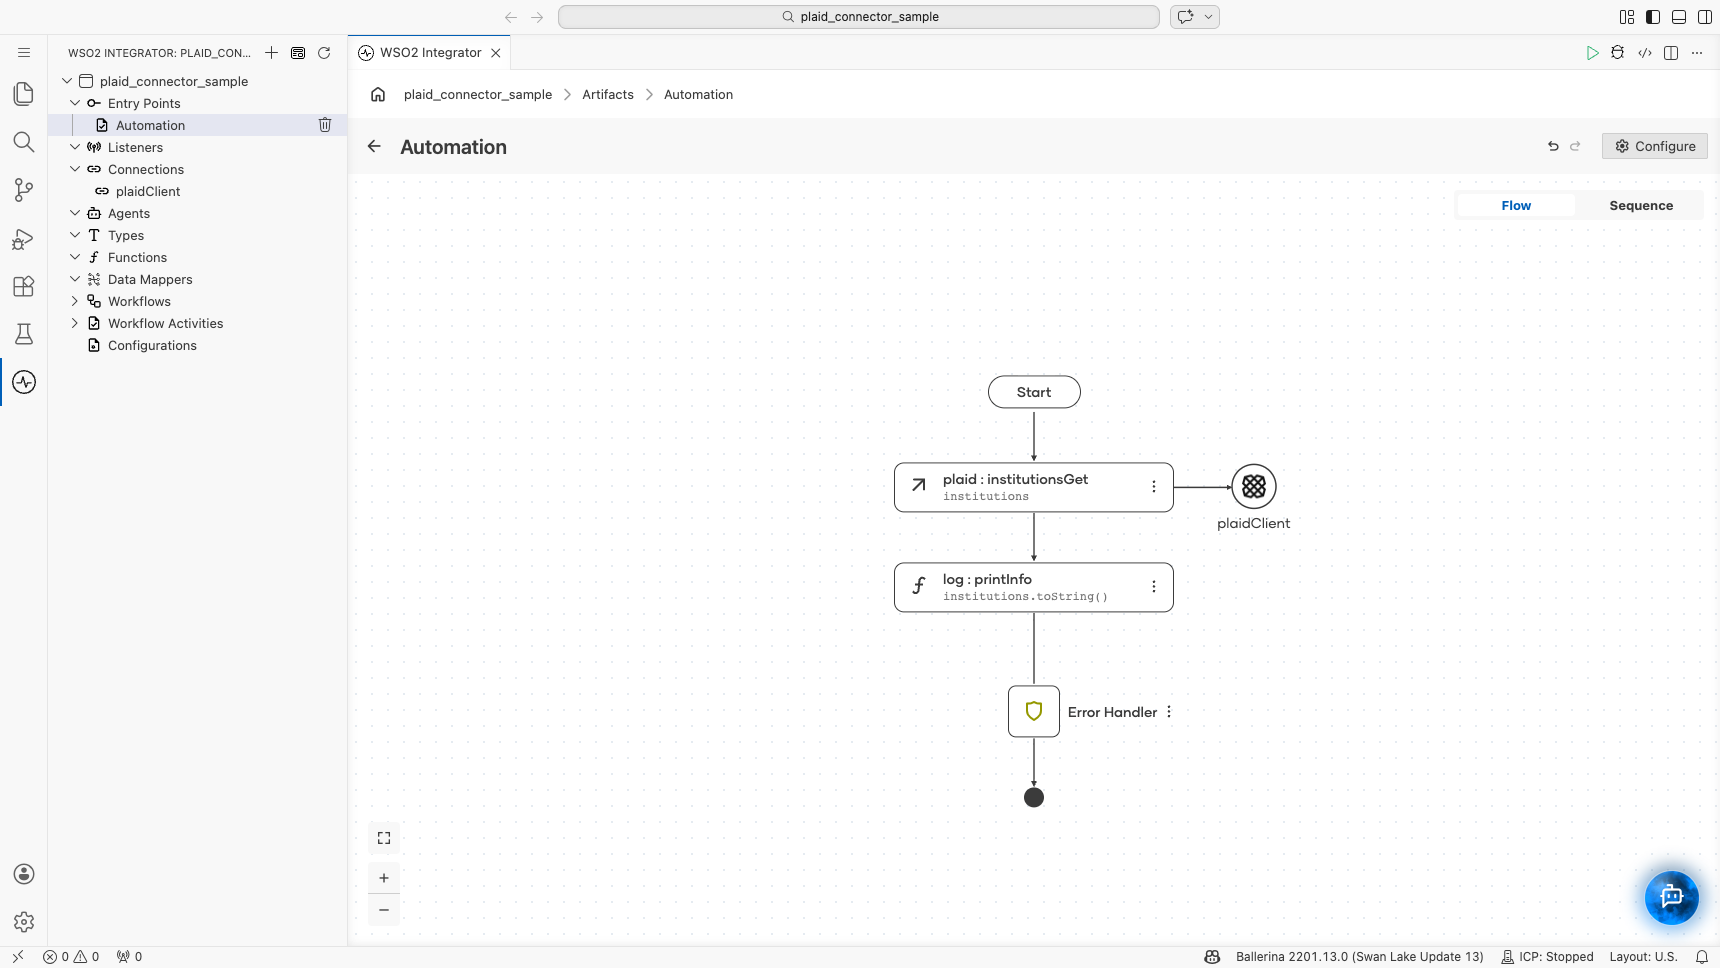 plaid_connector_sample
WSO2 INTEGRATOR: PLAID_CON...
WSO2 Integrator
plaid_connector_sample
Entry Points
Automation
Listeners
Connections
plaidClient
Agents
Types
Functions
Data Mappers
Workflows
Workflow Activities
Configurations
plaid_connector_sample
Artifacts
Automation
Automation
Configure
Flow
Sequence
Start
plaid : institutionsGet
institutions
plaidClient
log : printInfo
institutions.toString()
Error Handler
0 0 0
Ballerina 2201.13.0 (Swan Lake Update 13)
ICP: Stopped
Layout: U.S.